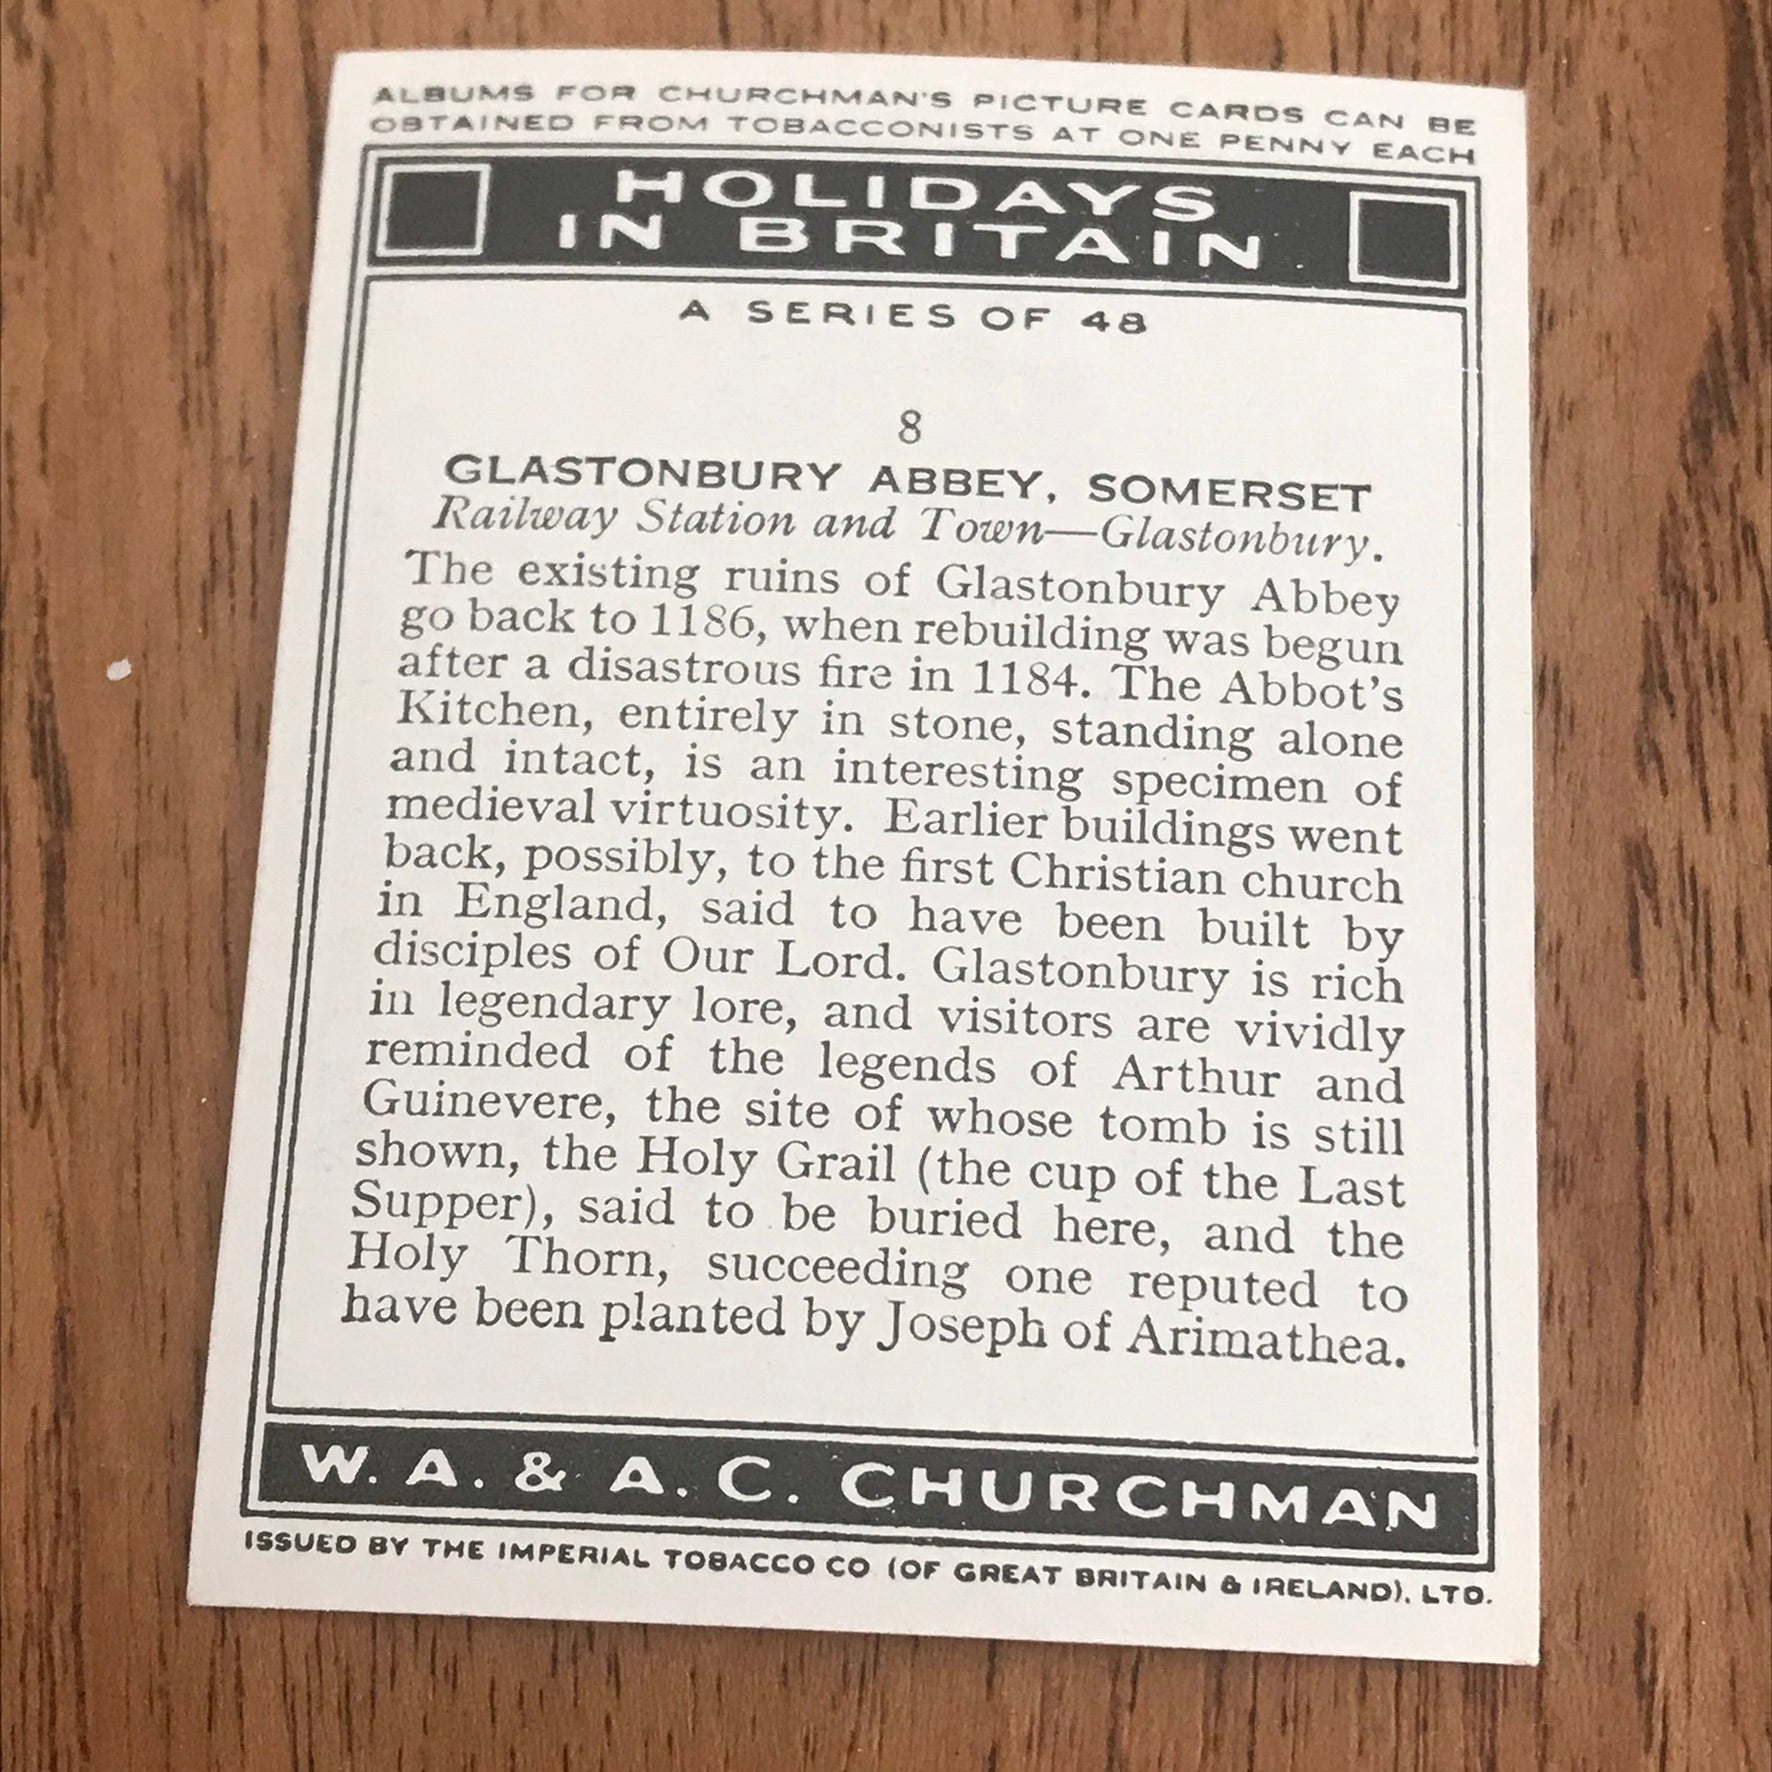 ALBUMS FOR CHURCHMAN'S PICTURE CARDS CAN BE
OBTAINED FROM TOBACCONISTS AT ONE PENNY EACH
HOLIDAYS
IN BRITAIN
A SERIES OF 48
8
GLASTONBURY ABBEY, SOMERSET
Railway Station and Town—Glastonbury.
The existing ruins of Glastonbury Abbey
go back to 1186, when rebuilding was begun
after a disastrous fire in 1184. The Abbot's
Kitchen, entirely in stone, standing alone
and intact, is an interesting specimen of
medieval virtuosity. Earlier buildings went
back, possibly, to the first Christian church
in England, said to have been built by
disciples of Our Lord. Glastonbury is rich
in legendary lore, and visitors are vividly
reminded of the legends of Arthur and
Guinevere, the site of whose tomb is still
shown, the Holy Grail (the cup of the Last
Supper), said to be buried here, and the
Holy Thorn, succeeding one reputed to
have been planted by Joseph of Arimathea.
W. A. & A. C. CHURCHMAN
ISSUED BY THE IMPERIAL TOBACCO CO (OF GREAT BRITAIN & IRELAND), LTD.